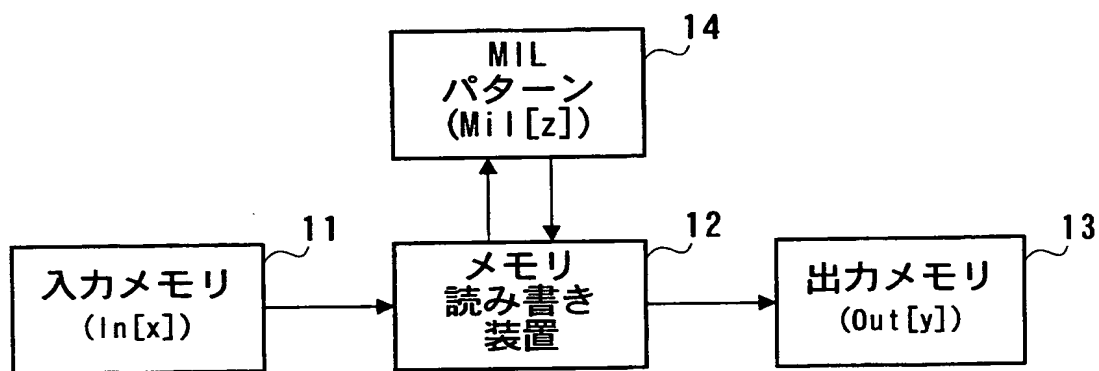 14
MIL
パターン
(Mil[z])
11
入力メモリ
(In[x])
12
メモリ
読み書き
装置
13
出力メモリ
(Out[y])